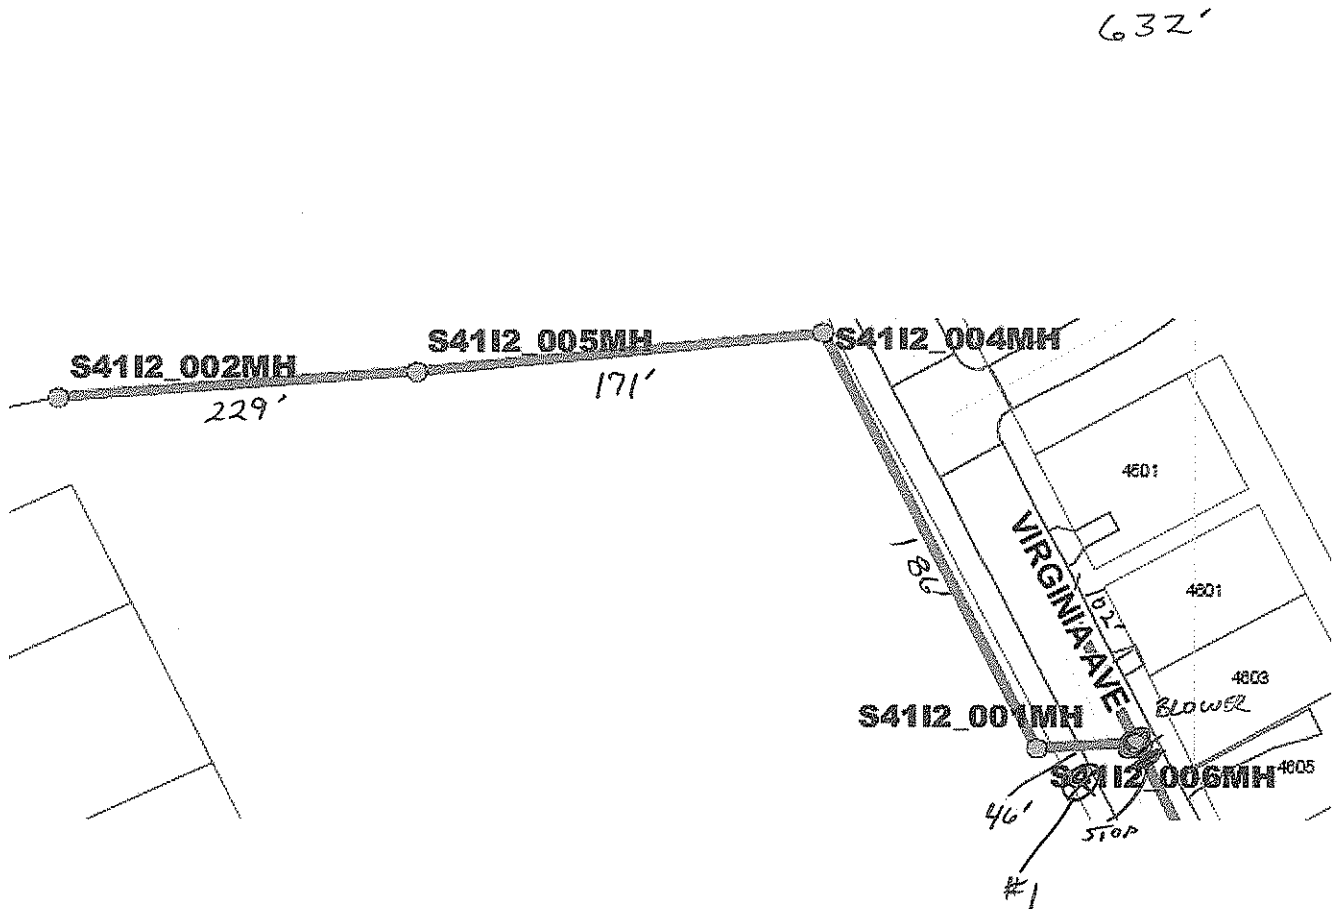 632'
S41I2_005MH
S41I2_004MH
S41I2_002MH
171'
229'
4601
VIRGINIA AVE
186'
4601
102'
4603
BLOWER
S41I2_001MH
S41I2_006MH
4605
46'
STOP
#1